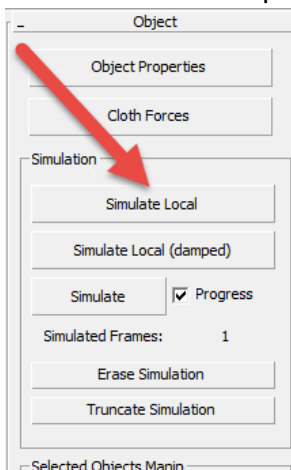 - Object
Object Properties
Cloth Forces
Simulation
Simulate Local
Simulate Local (damped)
Simulate Progress
Simulated Frames: 1
Erase Simulation
Truncate Simulation
Selected Objects Manip